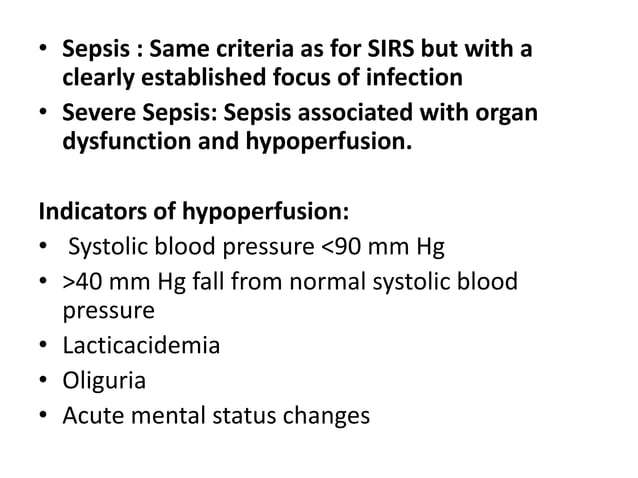 • Sepsis : Same criteria as for SIRS but with a
clearly established focus of infection
• Severe Sepsis: Sepsis associated with organ
dysfunction and hypoperfusion.
Indicators of hypoperfusion:
• Systolic blood pressure <90 mm Hg
• >40 mm Hg fall from normal systolic blood
pressure
• Lacticacidemia
• Oliguria
• Acute mental status changes